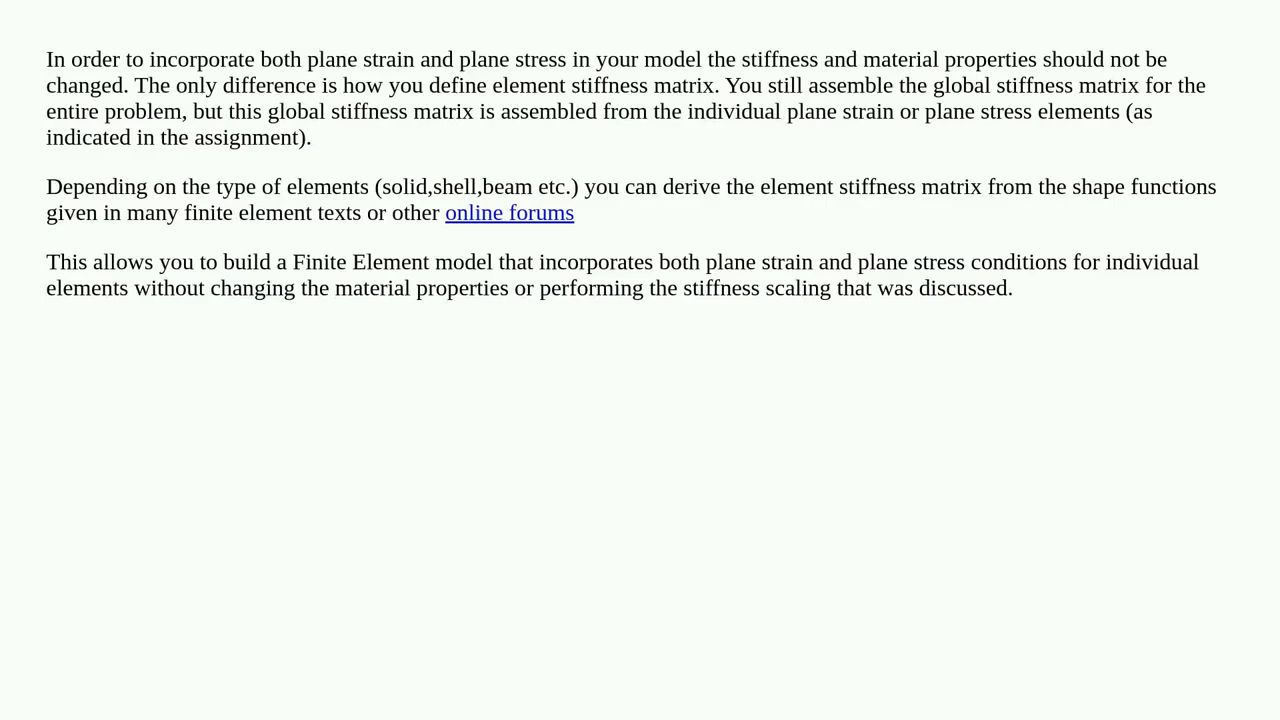 In order to incorporate both plane strain and plane stress in your model the stiffness and material properties should not be
changed. The only difference is how you define element stiffness matrix. You still assemble the global stiffness matrix for the
entire problem, but this global stiffness matrix is assembled from the individual plane strain or plane stress elements (as
indicated in the assignment).
Depending on the type of elements (solid,shell,beam etc.) you can derive the element stiffness matrix from the shape functions
given in many finite element texts or other online forums
This allows you to build a Finite Element model that incorporates both plane strain and plane stress conditions for individual
elements without changing the material properties or performing the stiffness scaling that was discussed.